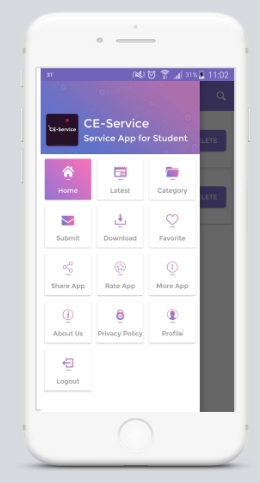 31°
31% 11:02
CE-Service
CE-Service
Service App for Student
LETE
Home Latest Category
LETE
Submit Download Favorite
Share App Rate App More App
About Us Privacy Policy Profile
Logout